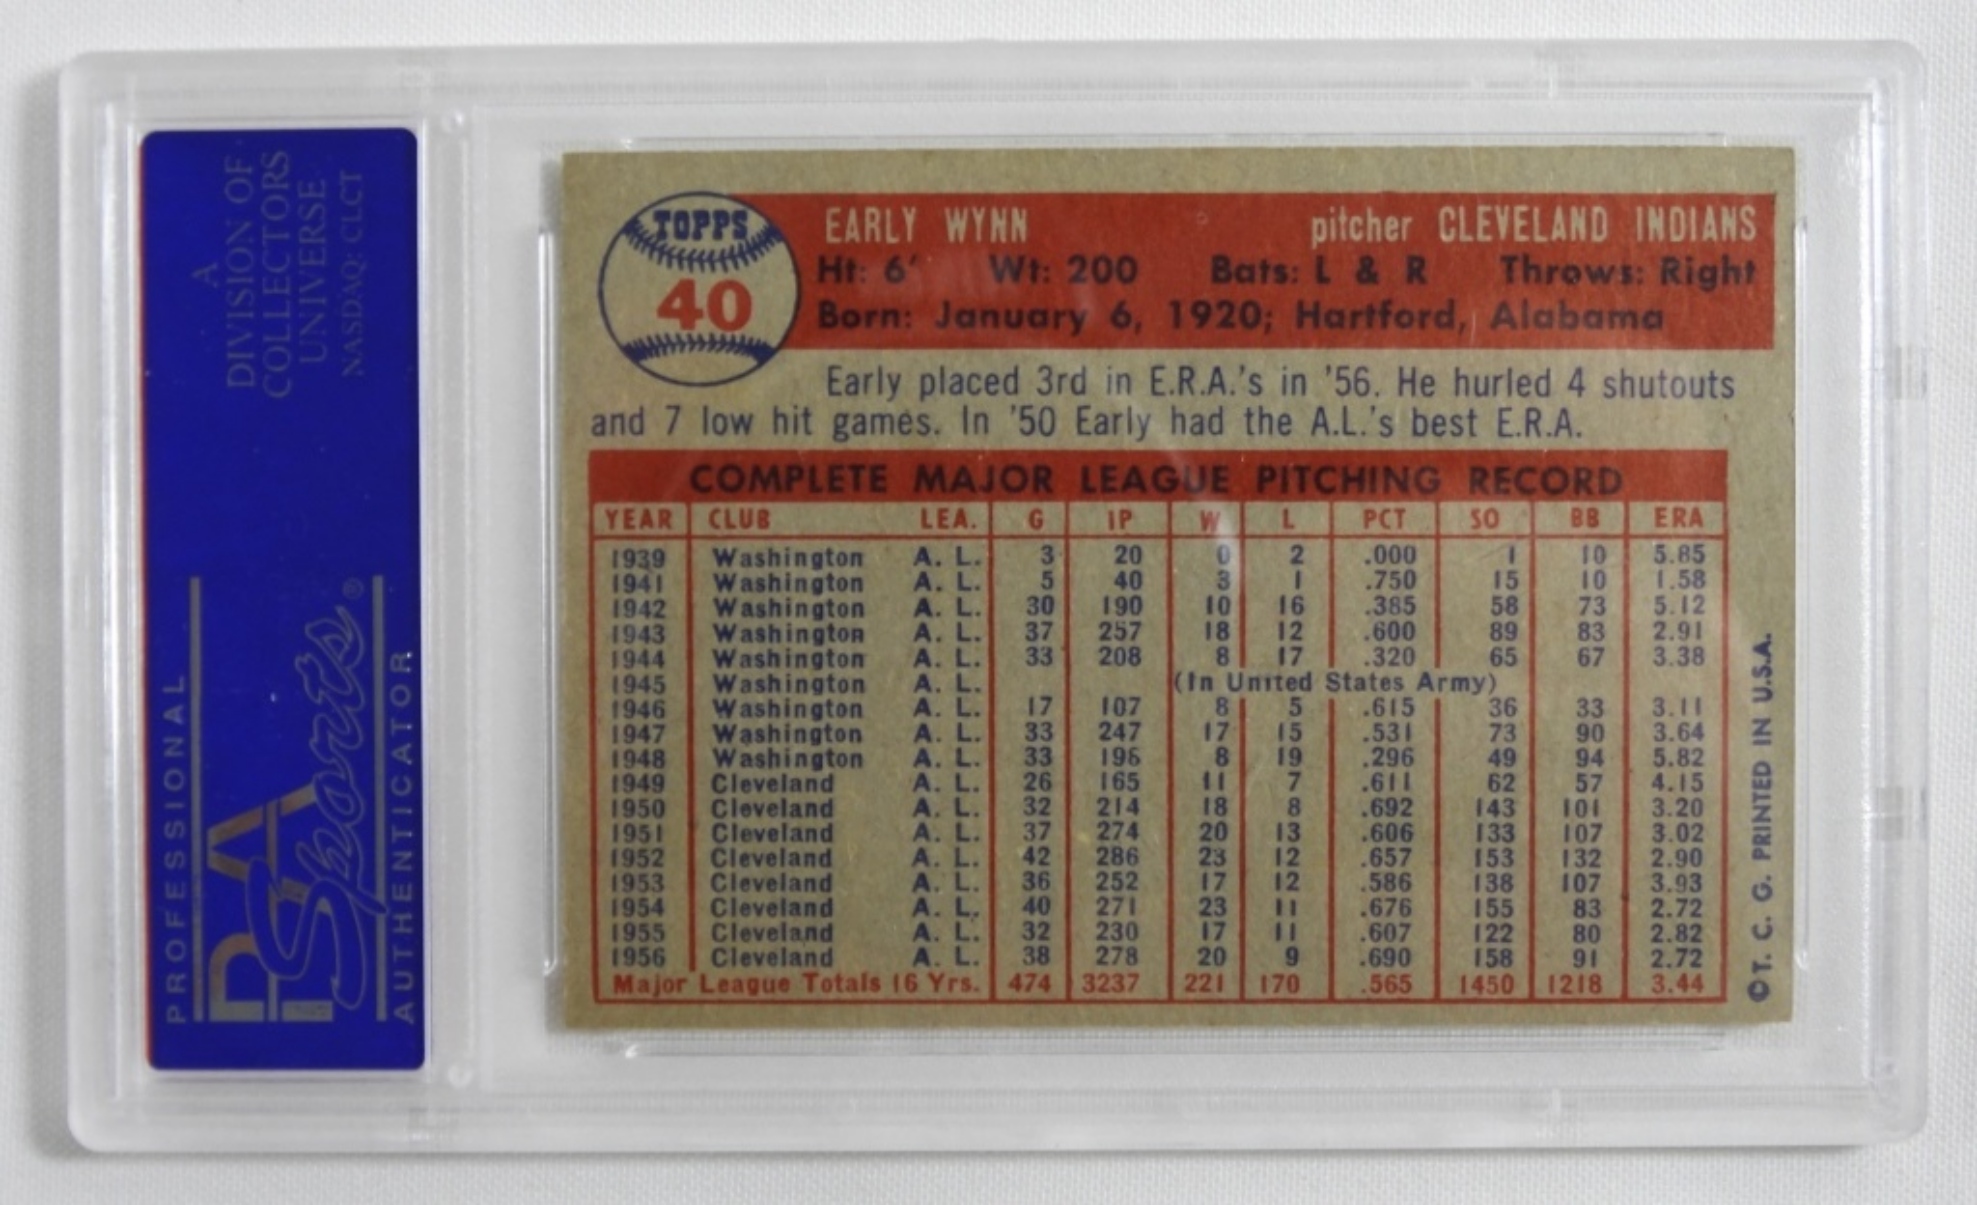 A
DIVISION OF
COLLECTORS
UNIVERSE
NASDAQ: CLCT
PROFESSIONAL
PSA
Sports®
AUTHENTICATOR
TOPPS
40
EARLY WYNN pitcher CLEVELAND INDIANS
Ht: 6' Wt: 200 Bats: L & R Throws: Right
Born: January 6, 1920; Hartford, Alabama
Early placed 3rd in E.R.A.'s in '56. He hurled 4 shutouts
and 7 low hit games. In '50 Early had the A.L.'s best E.R.A.
COMPLETE MAJOR LEAGUE PITCHING RECORD
YEAR CLUB LEA. G IP W L PCT SO BB ERA
1939 Washington A. L. 3 20 0 2 .000 1 10 5.85
1941 Washington A. L. 5 40 3 1 .750 15 10 1.58
1942 Washington A. L. 30 190 10 16 .385 58 73 5.12
1943 Washington A. L. 37 257 18 12 .600 89 83 2.91
1944 Washington A. L. 33 208 8 17 .320 65 67 3.38
1945 Washington A. L. (In United States Army)
1946 Washington A. L. 17 107 8 5 .615 36 33 3.11
1947 Washington A. L. 33 247 17 15 .531 73 90 3.64
1948 Washington A. L. 33 198 8 19 .296 49 94 5.82
1949 Cleveland A. L. 26 165 11 7 .611 62 57 4.15
1950 Cleveland A. L. 32 214 18 8 .692 143 101 3.20
1951 Cleveland A. L. 37 274 20 13 .606 133 107 3.02
1952 Cleveland A. L. 42 286 23 12 .657 153 132 2.90
1953 Cleveland A. L. 36 252 17 12 .586 138 107 3.93
1954 Cleveland A. L. 40 271 23 11 .676 155 83 2.72
1955 Cleveland A. L. 32 230 17 11 .607 122 80 2.82
1956 Cleveland A. L. 38 278 20 9 .690 158 91 2.72
Major League Totals 16 Yrs. 474 3237 221 170 .565 1450 1218 3.44
©T. C. G. PRINTED IN U.S.A.